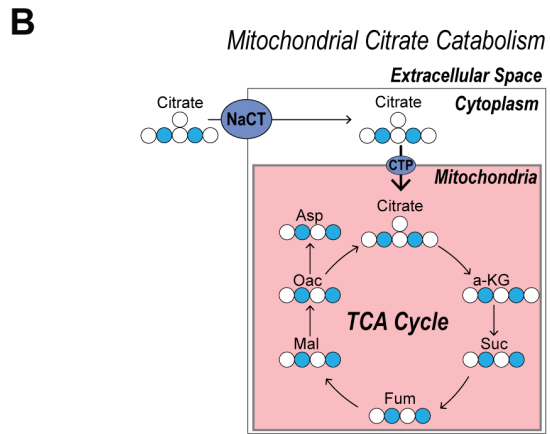 B
Mitochondrial Citrate Catabolism
Extracellular Space
Citrate
NaCT
Citrate
Cytoplasm
CTP
Mitochondria
Citrate
Asp
Oac
a-KG
TCA Cycle
Mal
Suc
Fum